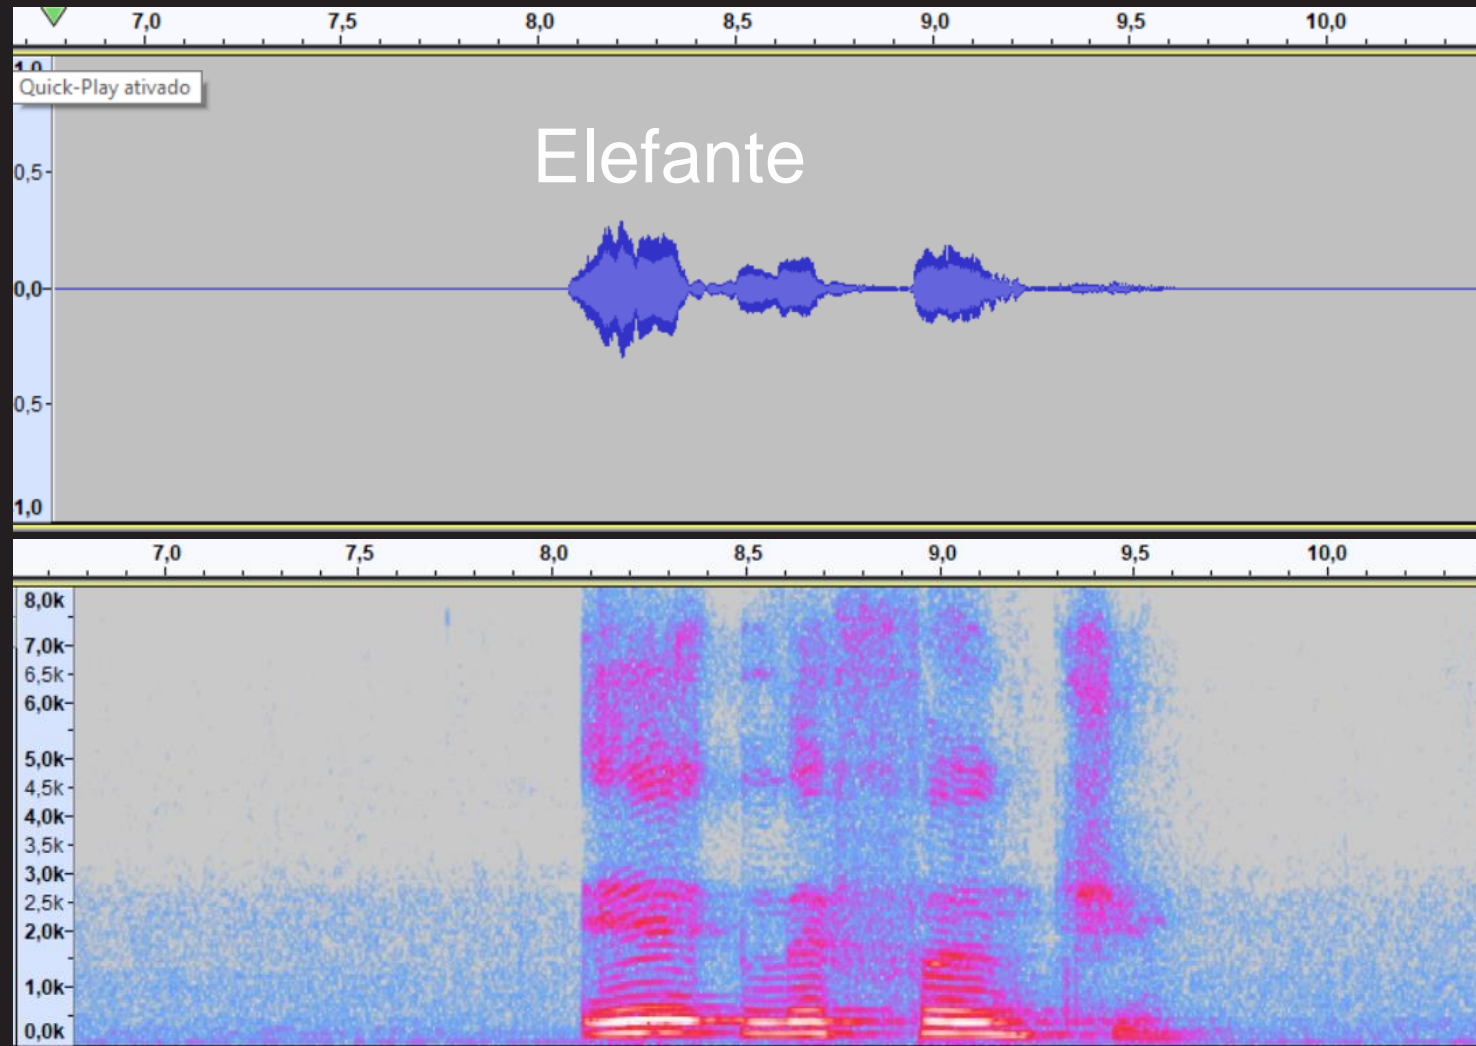 7,0 7,5 8,0 8,5 9,0 9,5 10,0
1,0
Quick-Play ativado
Elefante
0,5-
0,0-
0,5-
1,0
7,0 7,5 8,0 8,5 9,0 9,5 10,0
8,0k
7,0k-
6,5k-
6,0k-
5,0k-
4,5k-
4,0k-
3,5k-
3,0k-
2,5k-
2,0k-
1,0k-
0,0k